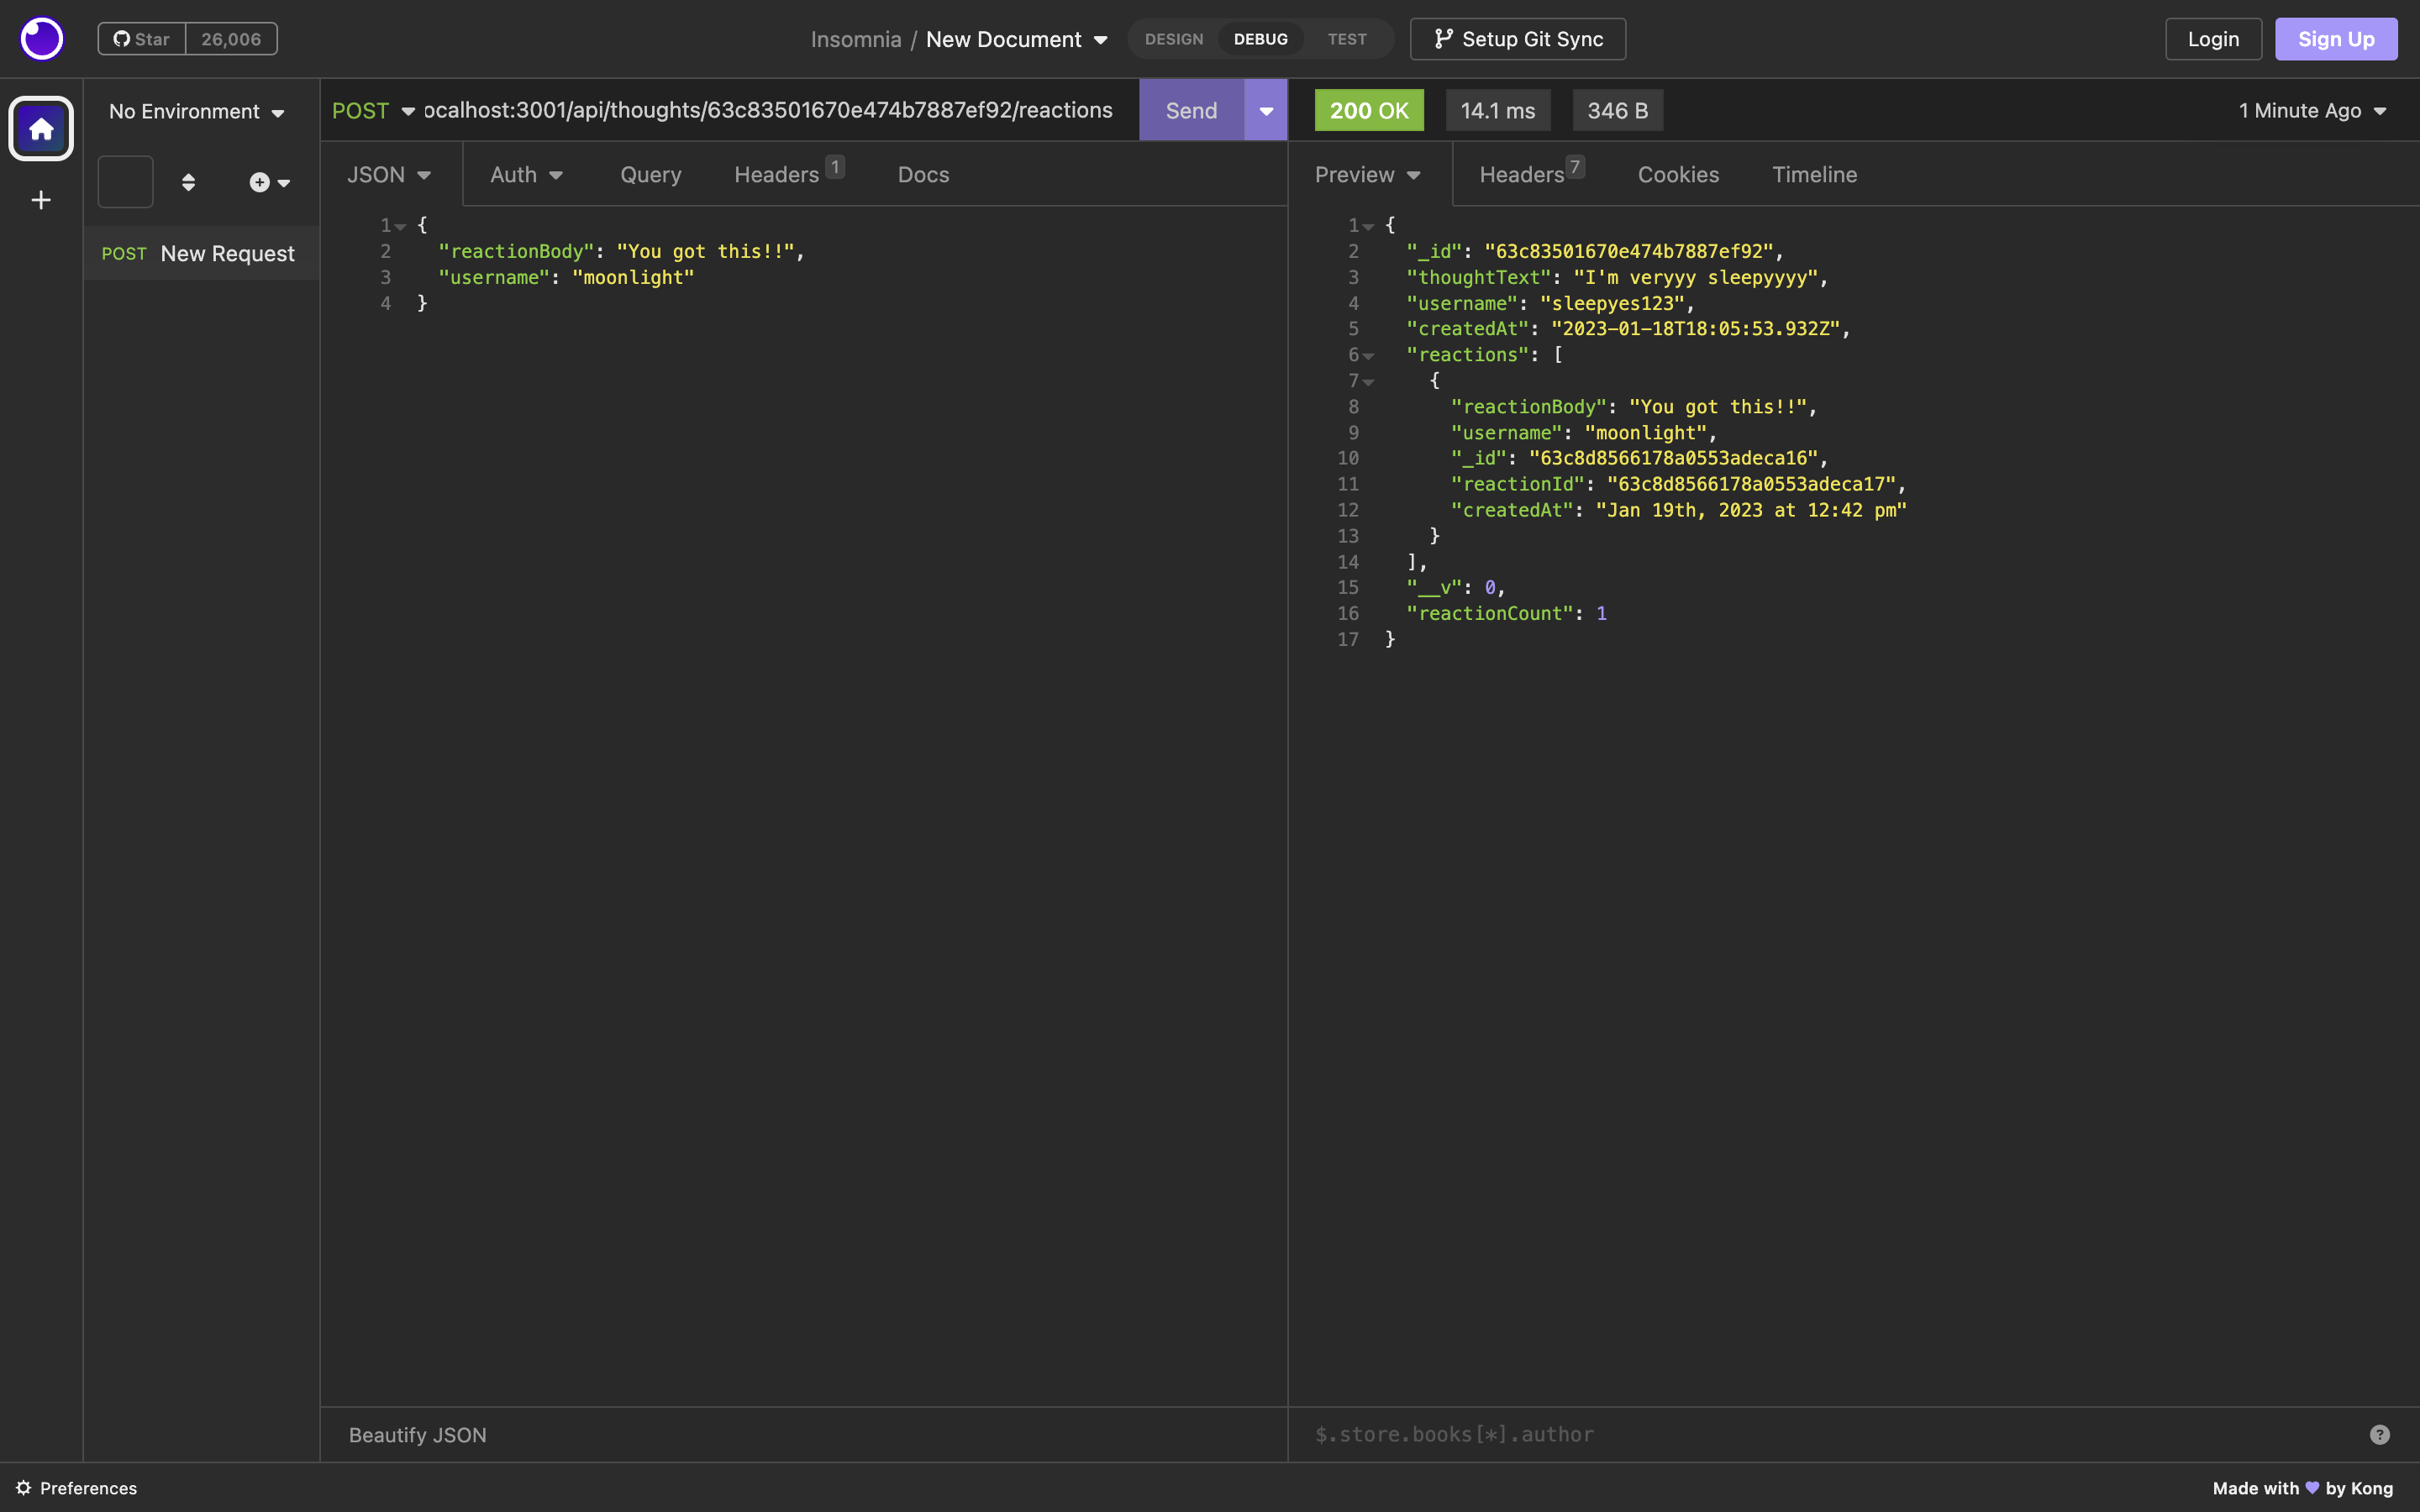 Star 26,006
Insomnia / New Document
DESIGN DEBUG TEST
Setup Git Sync
Login
Sign Up
No Environment
POST New Request
POST ocalhost:3001/api/thoughts/63c83501670e474b7887ef92/reactions
Send
JSON Auth Query Headers 1 Docs
1 {
2 "reactionBody": "You got this!!",
3 "username": "moonlight"
4 }
Beautify JSON
200 OK 14.1 ms 346 B
1 Minute Ago
Preview Headers 7 Cookies Timeline
1 {
2 "_id": "63c83501670e474b7887ef92",
3 "thoughtText": "I'm veryyy sleepyyyy",
4 "username": "sleepyes123",
5 "createdAt": "2023-01-18T18:05:53.932Z",
6 "reactions": [
7 {
8 "reactionBody": "You got this!!",
9 "username": "moonlight",
10 "_id": "63c8d8566178a0553adeca16",
11 "reactionId": "63c8d8566178a0553adeca17",
12 "createdAt": "Jan 19th, 2023 at 12:42 pm"
13 }
14 ],
15 "__v": 0,
16 "reactionCount": 1
17 }
$.store.books[*].author
?
Preferences
Made with 💜 by Kong